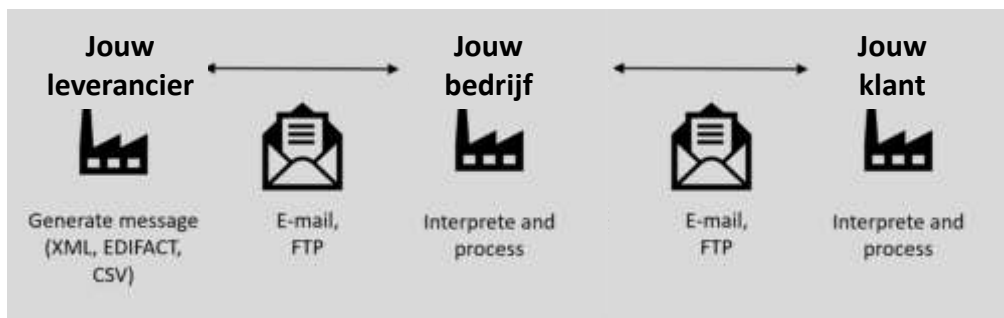 Jouw
leverancier
Jouw
bedrijf
Jouw
klant
Generate message
(XML, EDIFACT,
CSV)
E-mail,
FTP
Interprete and
process
E-mail,
FTP
Interprete and
process